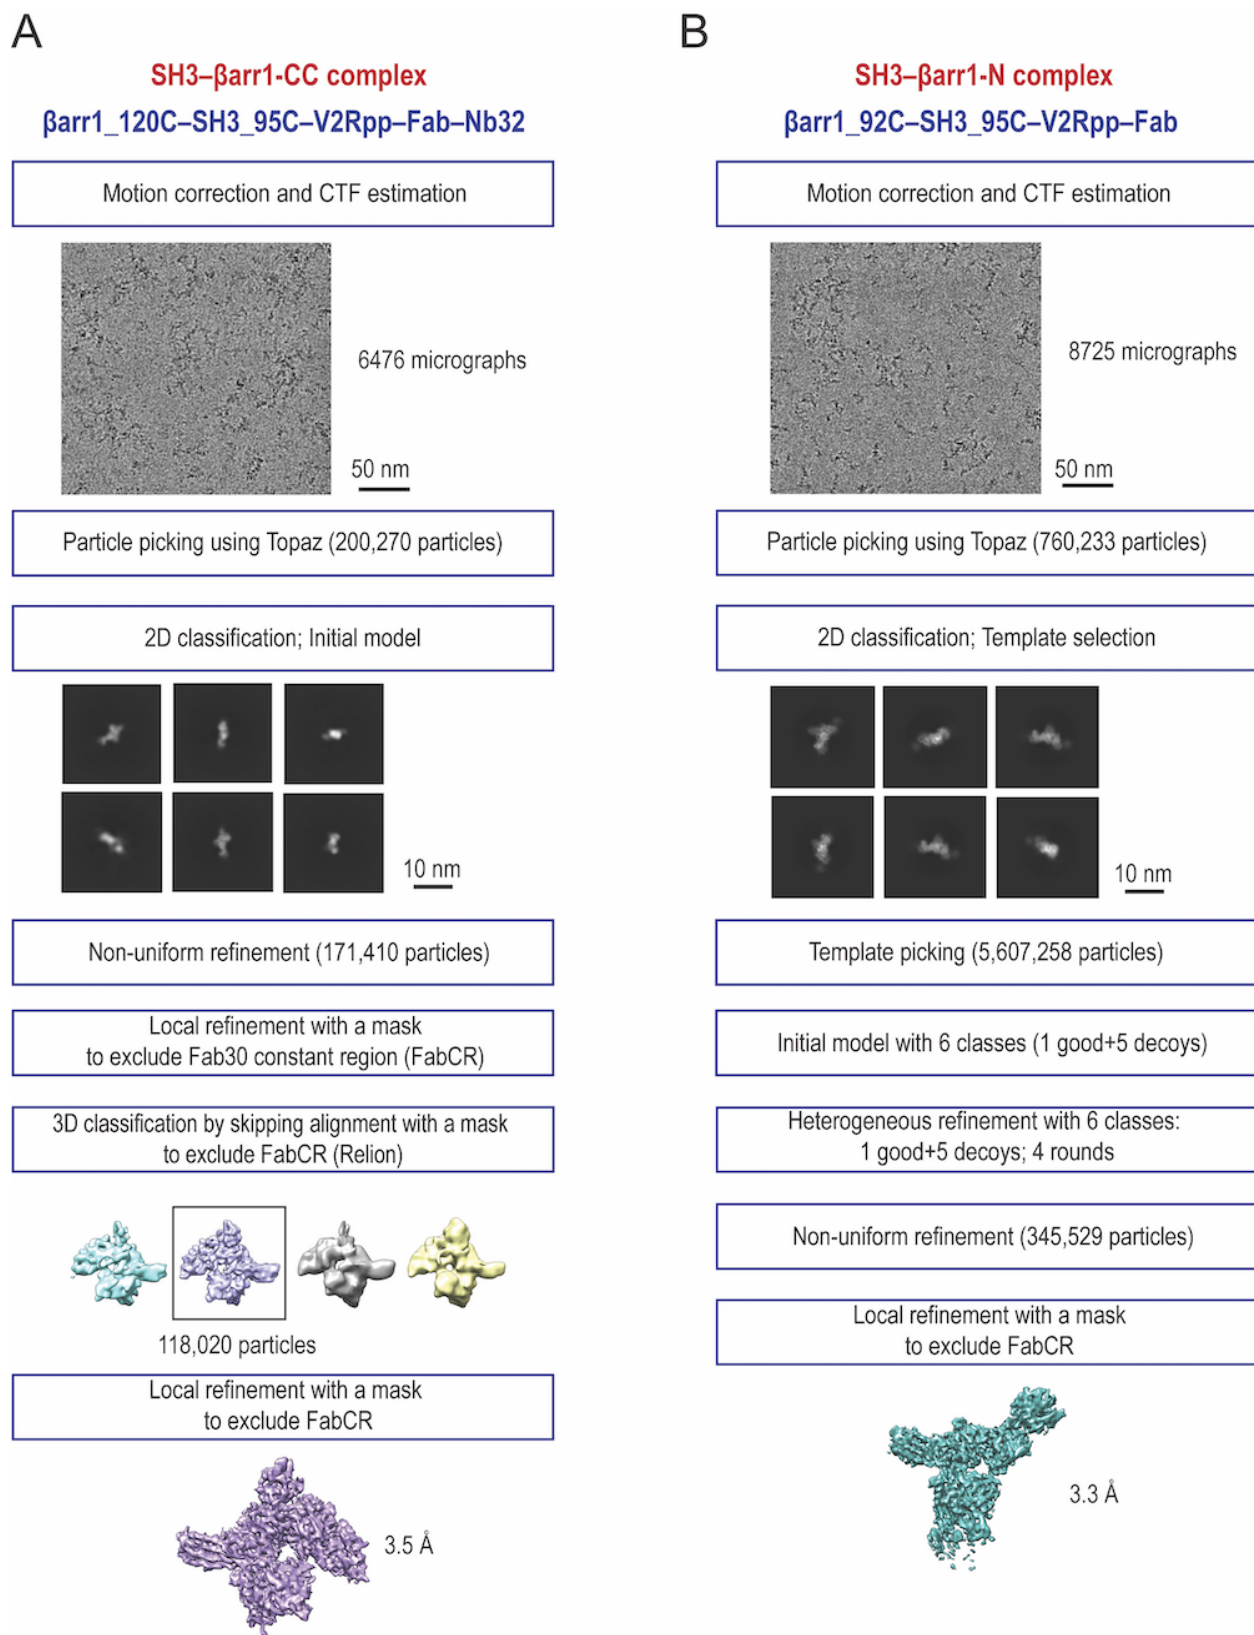 A
SH3–βarr1-CC complex
βarr1_120C–SH3_95C–V2Rpp–Fab–Nb32
Motion correction and CTF estimation
6476 micrographs
50 nm
Particle picking using Topaz (200,270 particles)
2D classification; Initial model
10 nm
Non-uniform refinement (171,410 particles)
Local refinement with a mask
to exclude Fab30 constant region (FabCR)
3D classification by skipping alignment with a mask
to exclude FabCR (Relion)
118,020 particles
Local refinement with a mask
to exclude FabCR
3.5 Å
B
SH3–βarr1-N complex
βarr1_92C–SH3_95C–V2Rpp–Fab
Motion correction and CTF estimation
8725 micrographs
50 nm
Particle picking using Topaz (760,233 particles)
2D classification; Template selection
10 nm
Template picking (5,607,258 particles)
Initial model with 6 classes (1 good+5 decoys)
Heterogeneous refinement with 6 classes:
1 good+5 decoys; 4 rounds
Non-uniform refinement (345,529 particles)
Local refinement with a mask
to exclude FabCR
3.3 Å